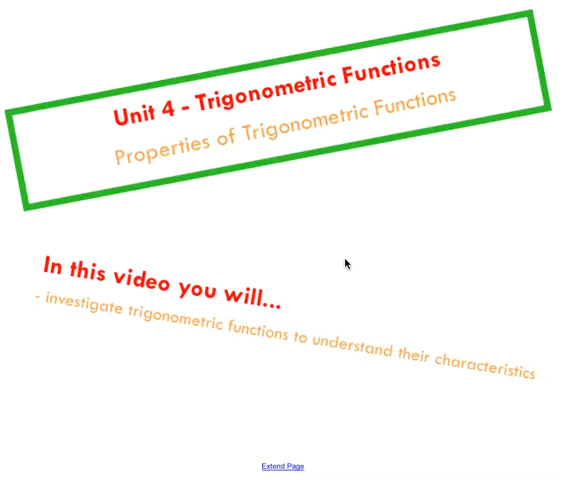 Unit 4 - Trigonometric Functions
Properties of Trigonometric Functions
In this video you will...
- investigate trigonometric functions to understand their characteristics
Extend Page